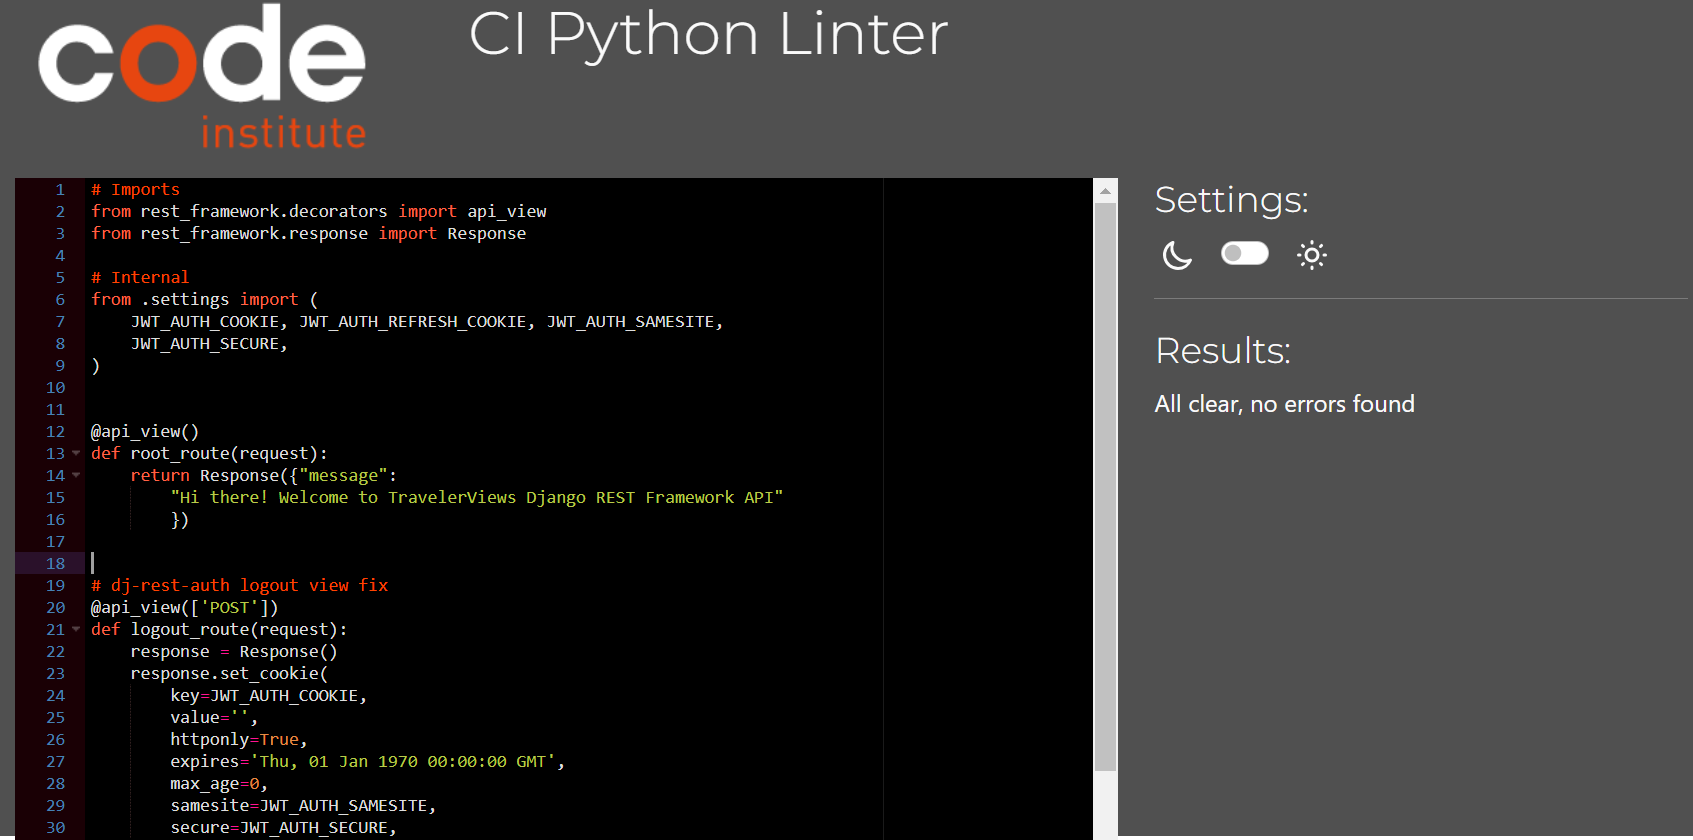 code
institute
CI Python Linter
1 # Imports
2 from rest_framework.decorators import api_view
3 from rest_framework.response import Response
4
5 # Internal
6 from .settings import (
7     JWT_AUTH_COOKIE, JWT_AUTH_REFRESH_COOKIE, JWT_AUTH_SAMESITE,
8     JWT_AUTH_SECURE,
9 )
10
11
12 @api_view()
13 def root_route(request):
14     return Response({"message":
15         "Hi there! Welcome to TravelerViews Django REST Framework API"
16         })
17
18
19 # dj-rest-auth logout view fix
20 @api_view(['POST'])
21 def logout_route(request):
22     response = Response()
23     response.set_cookie(
24         key=JWT_AUTH_COOKIE,
25         value='',
26         httponly=True,
27         expires='Thu, 01 Jan 1970 00:00:00 GMT',
28         max_age=0,
29         samesite=JWT_AUTH_SAMESITE,
30         secure=JWT_AUTH_SECURE,
Settings:
Results:
All clear, no errors found